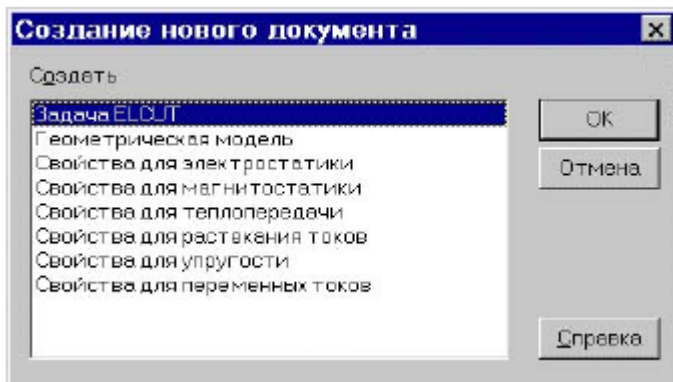 Создание нового документа
Создать
Задача ELCUT
Геометрическая модель
Свойства для электростатики
Свойства для магнитостатики
Свойства для теплопередачи
Свойства для растекания токов
Свойства для упругости
Свойства для переменных токов
OK
Отмена
Справка